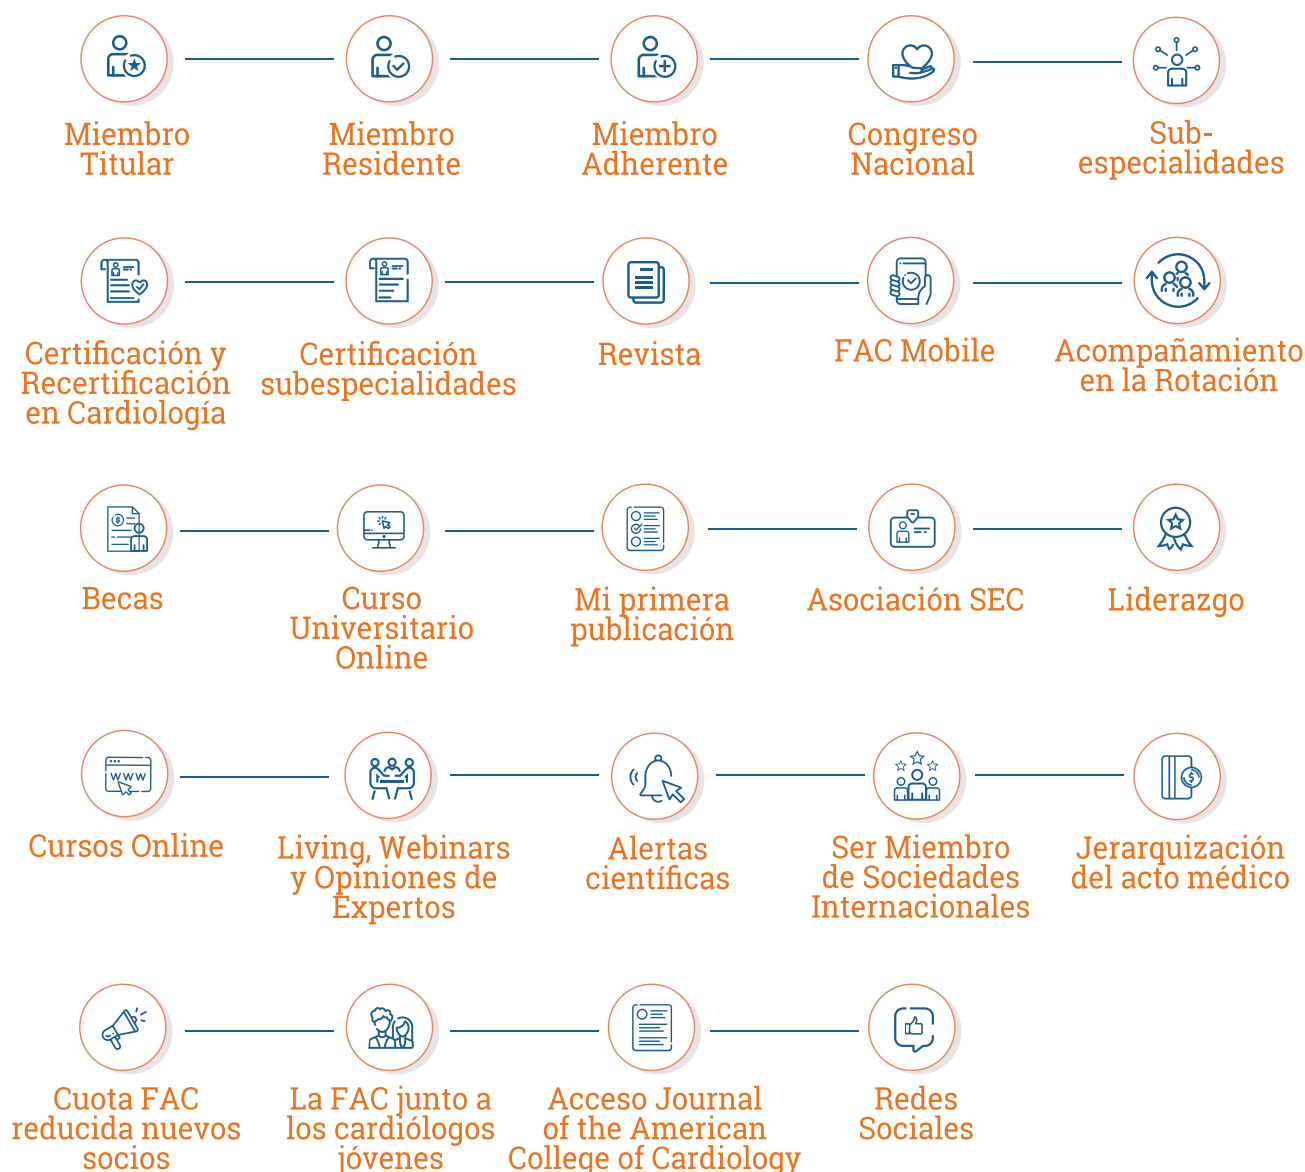 Miembro
Titular
Miembro
Residente
Miembro
Adherente
Congreso
Nacional
Sub-
especialidades
Certificación y
Recertificación
en Cardiología
Certificación
subespecialidades
Revista
FAC Mobile
Acompañamiento
en la Rotación
Becas
Curso
Universitario
Online
Mi primera
publicación
Asociación SEC
Liderazgo
www
Cursos Online
Living, Webinars
y Opiniones de
Expertos
Alertas
científicas
Ser Miembro
de Sociedades
Internacionales
Jerarquización
del acto médico
Cuota FAC
reducida nuevos
socios
La FAC junto a
los cardiólogos
jóvenes
Acceso Journal
of the American
College of Cardiology
Redes
Sociales